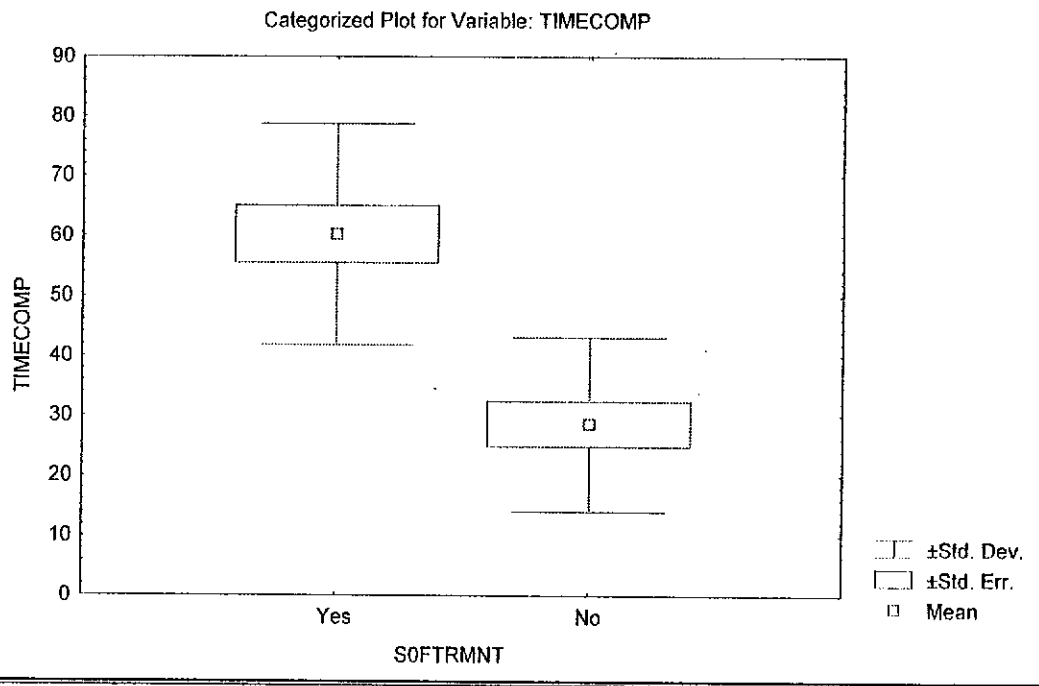 Categorized Plot for Variable: TIMECOMP
90
80
70
60
50
40
30
20
10
0
TIMECOMP
Yes No
S0FTRMNT
±Std. Dev.
±Std. Err.
Mean